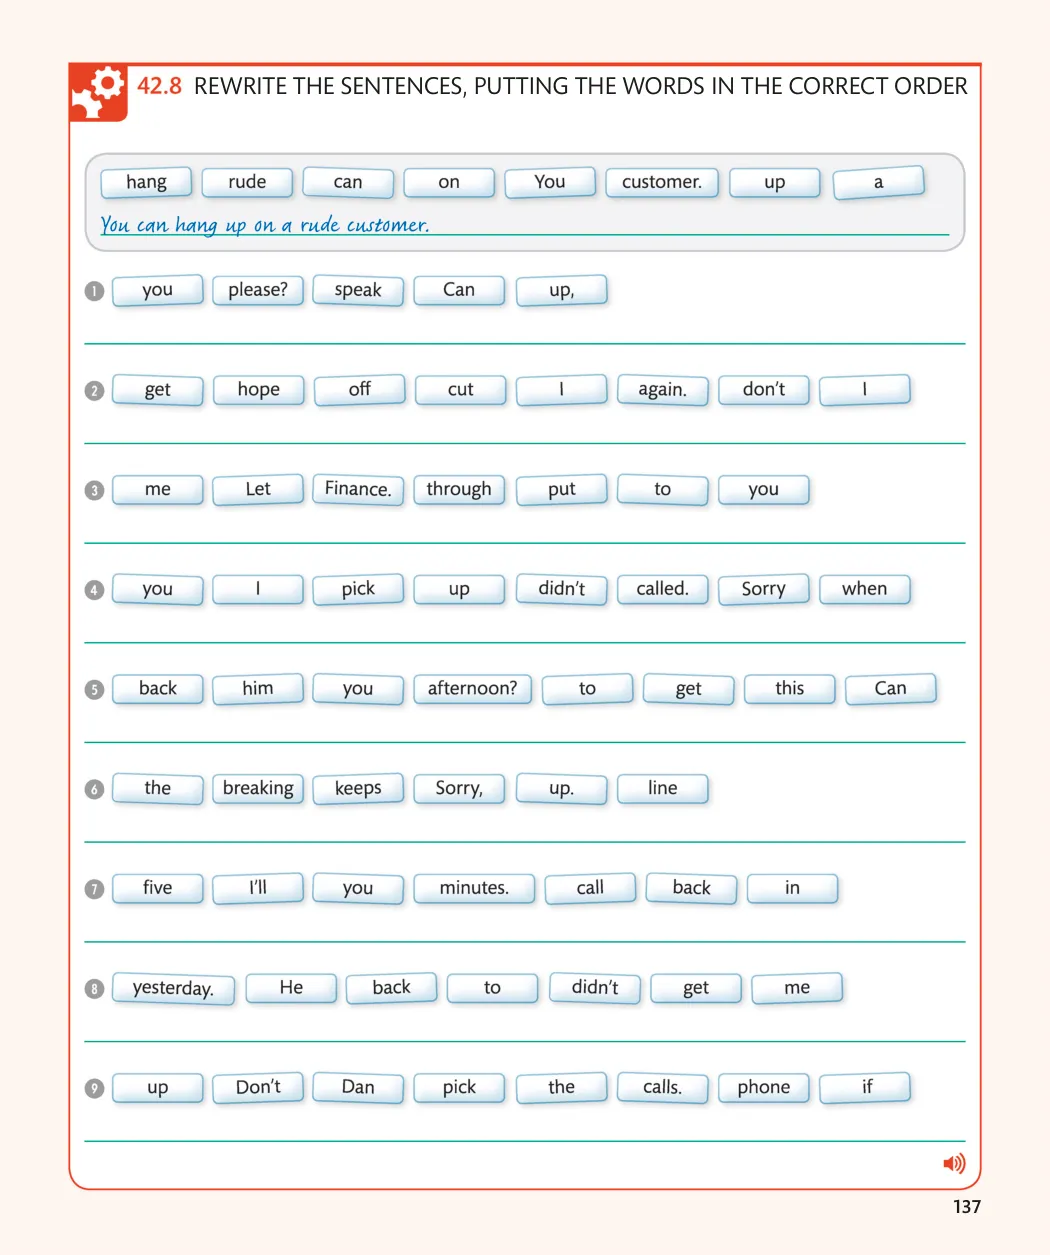 42.8 REWRITE THE SENTENCES, PUTTING THE WORDS IN THE CORRECT ORDER
hang rude can on You customer. up a
You can hang up on a rude customer.
1 you please? speak Can up,
2 get hope off cut I again. don't I
3 me Let Finance. through put to you
4 you I pick up didn't called. Sorry when
5 back him you afternoon? to get this Can
6 the breaking keeps Sorry, up. line
7 five I'll you minutes. call back in
8 yesterday. He back to didn't get me
9 up Don't Dan pick the calls. phone if
137